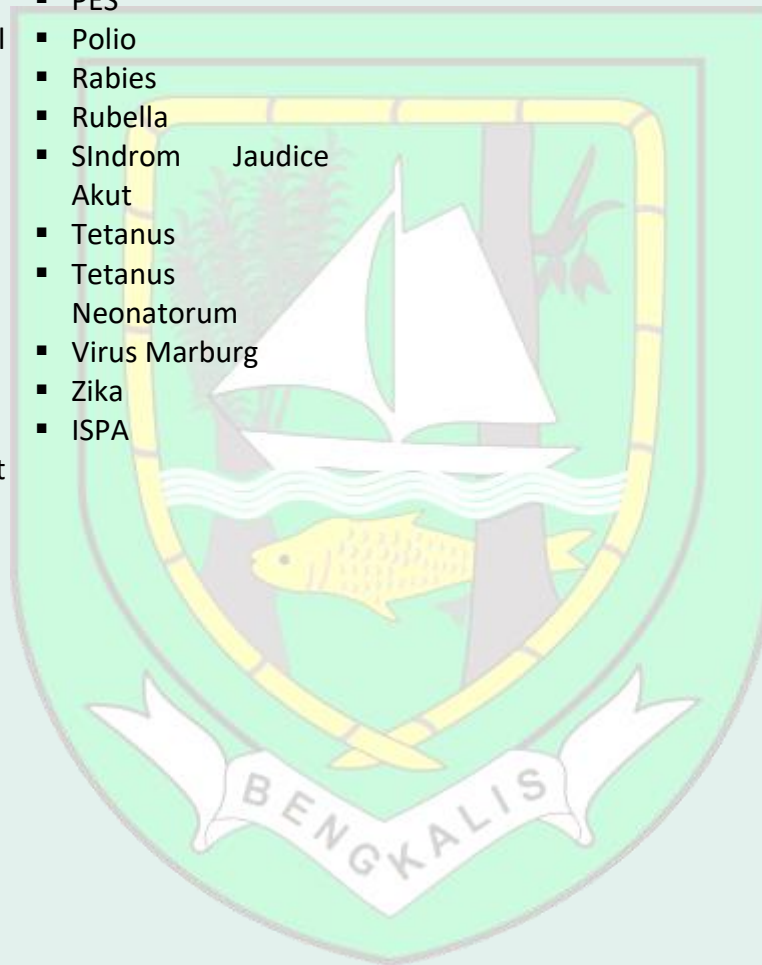 PES
l ▪ Polio
▪ Rabies
▪ Rubella
▪ SIndrom Jaudice
Akut
▪ Tetanus
▪ Tetanus
Neonatorum
▪ Virus Marburg
▪ Zika
▪ ISPA
t
BENGKALIS